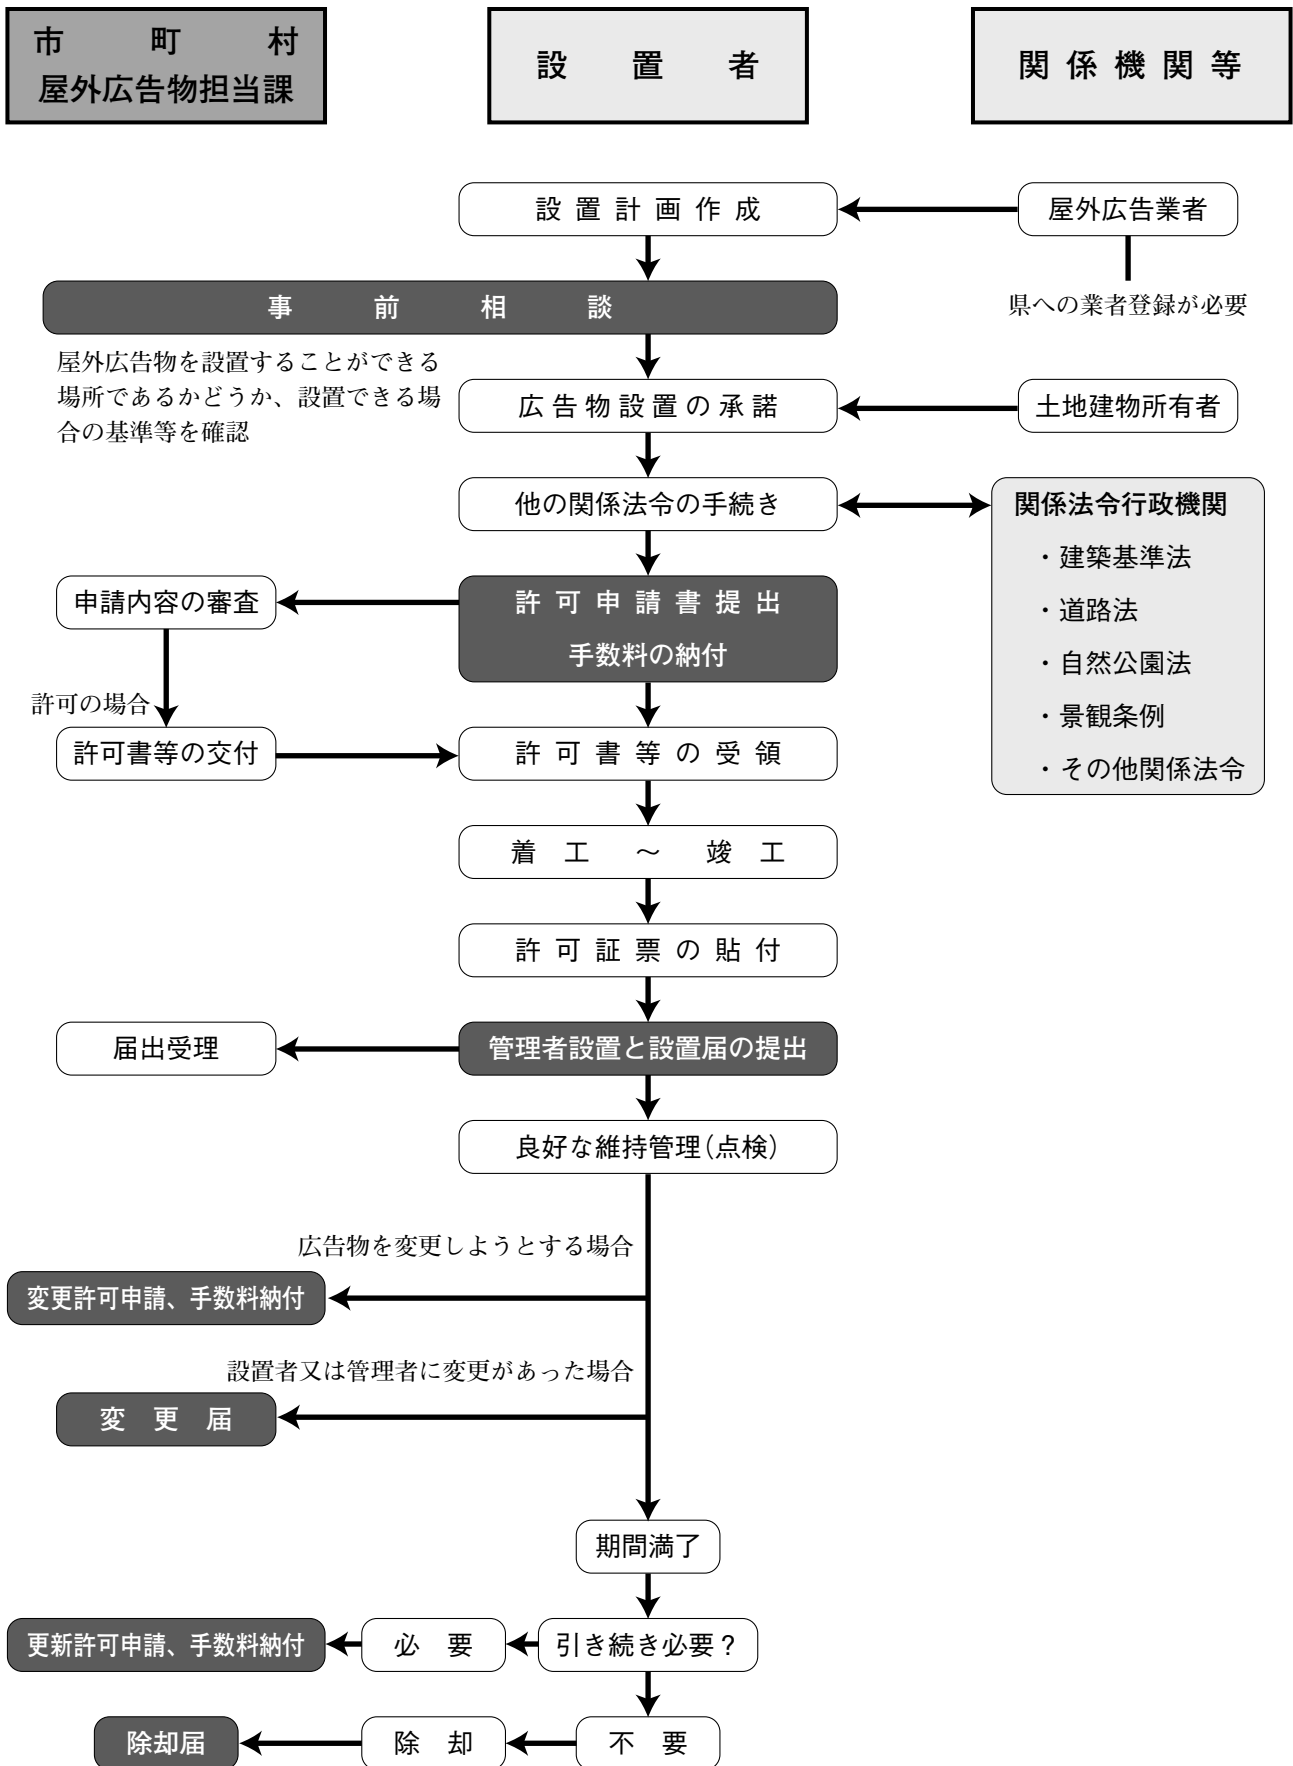 市町村
屋外広告物担当課
設置者
関係機関等
設置計画作成
屋外広告業者
県への業者登録が必要
事前相談
屋外広告物を設置することができる
場所であるかどうか、設置できる場
合の基準等を確認
広告物設置の承諾
土地建物所有者
他の関係法令の手続き
関係法令行政機関
・建築基準法
・道路法
・自然公園法
・景観条例
・その他関係法令
許可申請書提出
手数料の納付
申請内容の審査
許可の場合
許可書等の交付
許可書等の受領
着工～竣工
許可証票の貼付
管理者設置と設置届の提出
届出受理
良好な維持管理(点検)
広告物を変更しようとする場合
変更許可申請、手数料納付
設置者又は管理者に変更があった場合
変更届
期間満了
引き続き必要？
必要
更新許可申請、手数料納付
不要
除却
除却届